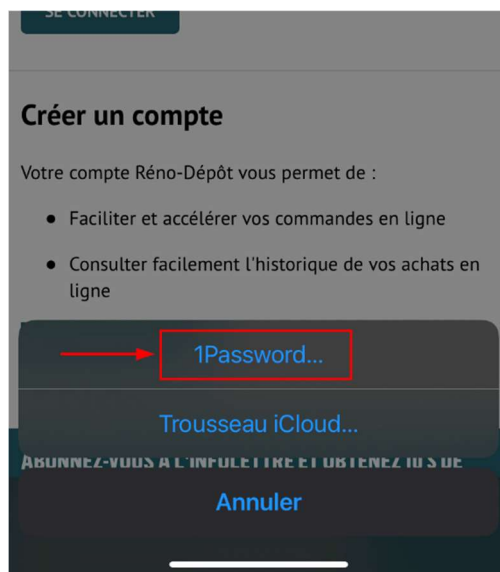 SE CONNECTER
Créer un compte
Votre compte Réno-Dépôt vous permet de :
● Faciliter et accélérer vos commandes en ligne
● Consulter facilement l'historique de vos achats en
ligne
1Password...
Trousseau iCloud...
ABONNEZ-VOUS À L'INFOLETTRE ET OBTENEZ 10 $ DE
Annuler